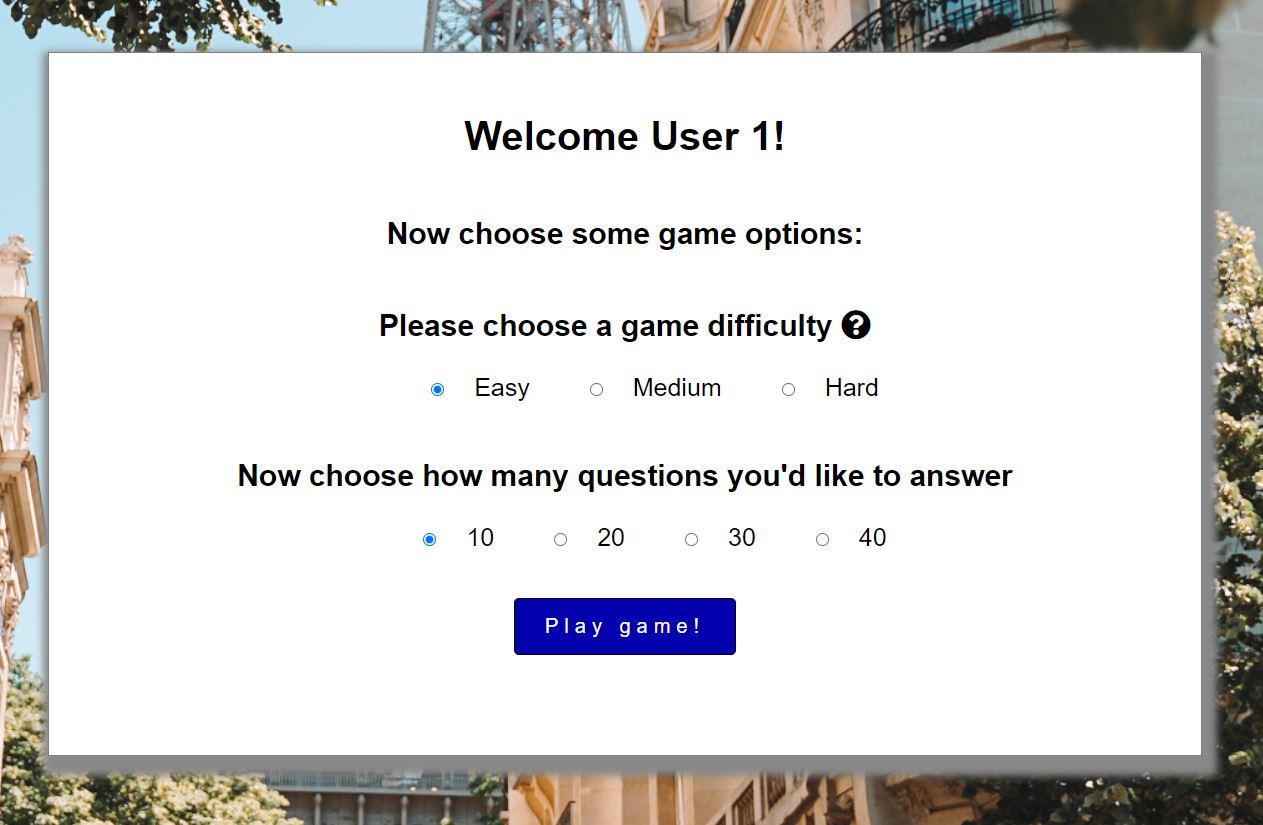 Welcome User 1!
Now choose some game options:
Please choose a game difficulty ?
Easy Medium Hard
Now choose how many questions you'd like to answer
10 20 30 40
Play game!